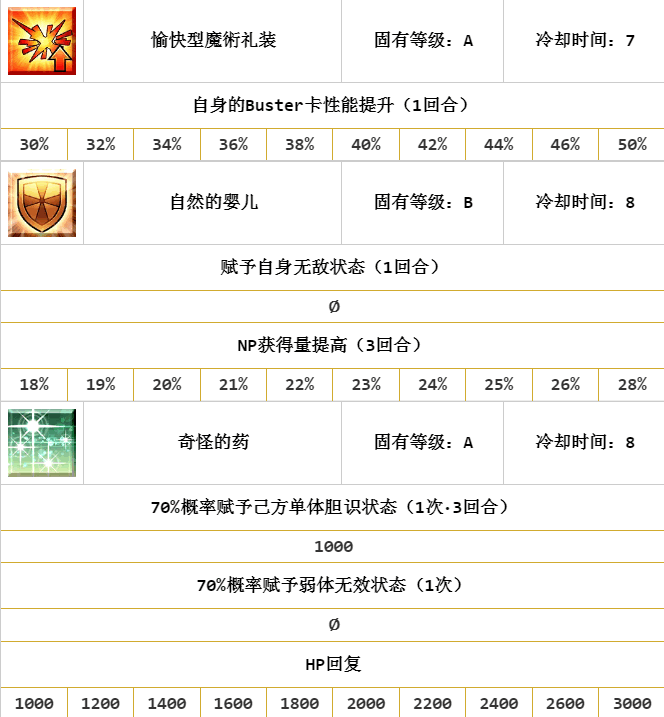 愉快型魔術礼装 固有等级：A 冷却时间：7
自身的Buster卡性能提升（1回合）
30% 32% 34% 36% 38% 40% 42% 44% 46% 50%
自然的婴儿 固有等级：B 冷却时间：8
赋予自身无敌状态（1回合）
Ø
NP获得量提高（3回合）
18% 19% 20% 21% 22% 23% 24% 25% 26% 28%
奇怪的药 固有等级：A 冷却时间：8
70%概率赋予己方单体胆识状态（1次·3回合）
1000
70%概率赋予弱体无效状态（1次）
Ø
HP回复
1000 1200 1400 1600 1800 2000 2200 2400 2600 3000